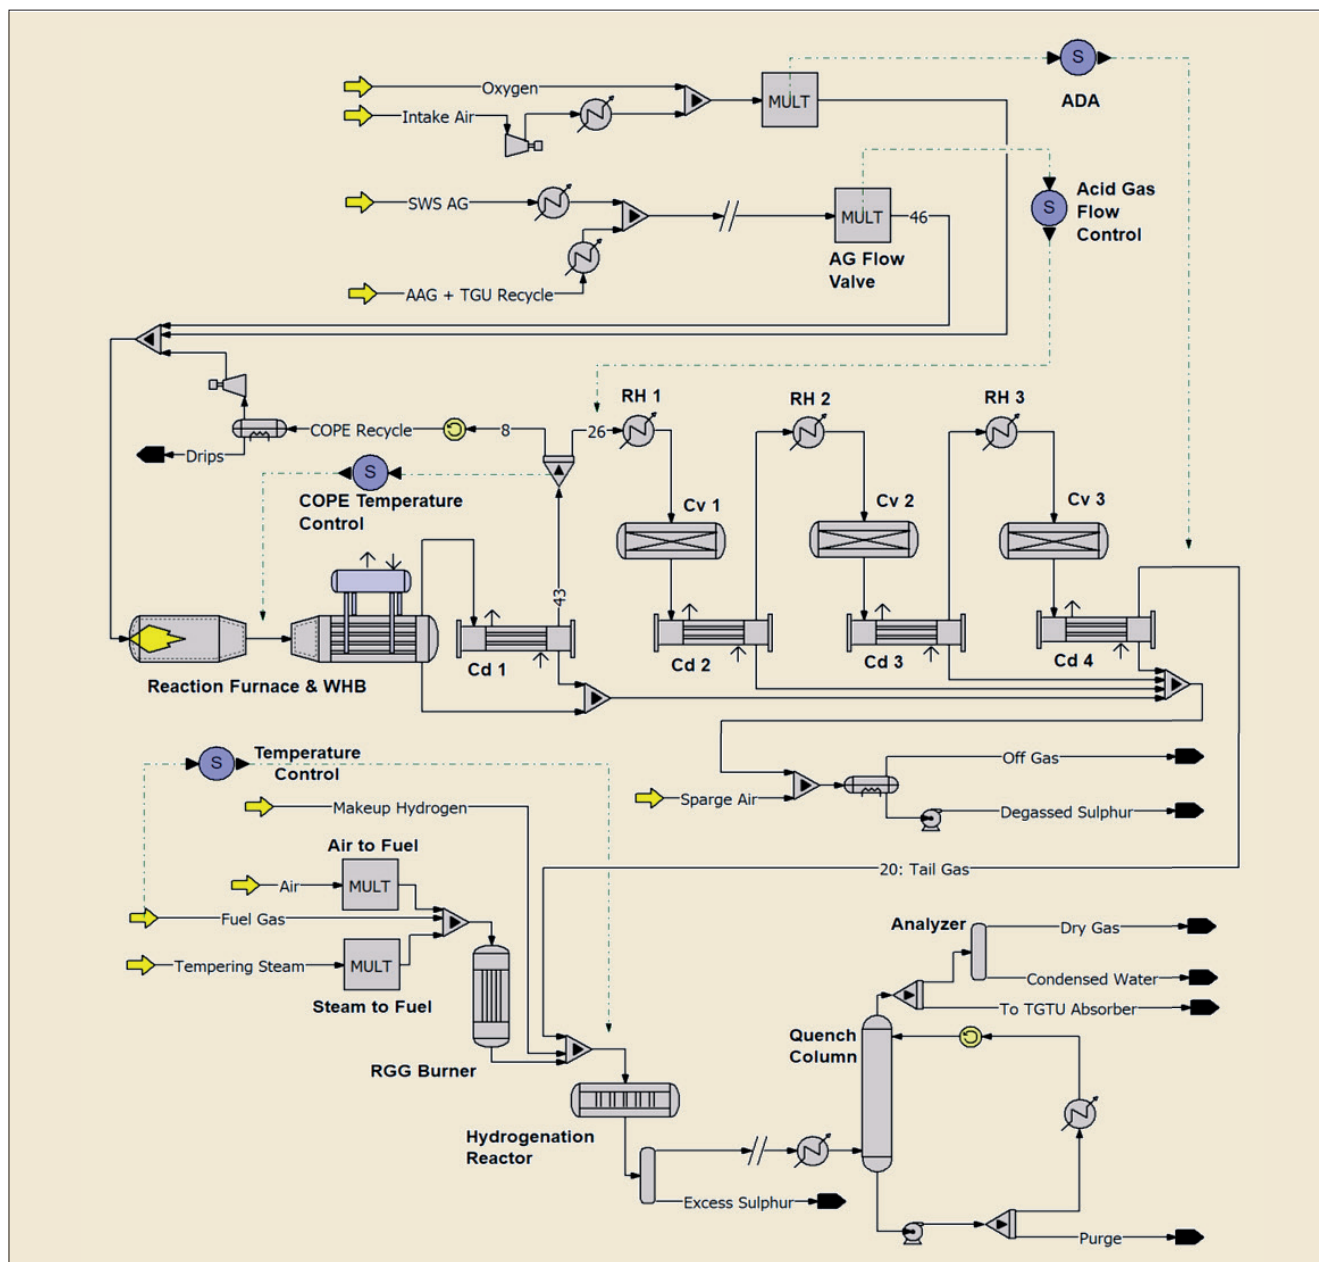 Oxygen
MULT
S
ADA
Intake Air
SWS AG
MULT
46
S
Acid Gas
Flow
Control
AG Flow
Valve
AAG + TGU Recycle
RH 1
RH 2
RH 3
COPE Recycle
8
26
Drips
S
COPE Temperature
Control
Cv 1
Cv 2
Cv 3
43
Cd 1
Cd 2
Cd 3
Cd 4
Reaction Furnace & WHB
S
Temperature
Control
Off Gas
Sparge Air
Makeup Hydrogen
Degassed Sulphur
Air to Fuel
20: Tail Gas
Air
MULT
Fuel Gas
Analyzer
Dry Gas
Tempering Steam
MULT
Condensed Water
Steam to Fuel
To TGTU Absorber
Quench
Column
RGG Burner
Hydrogenation
Reactor
Excess Sulphur
Purge